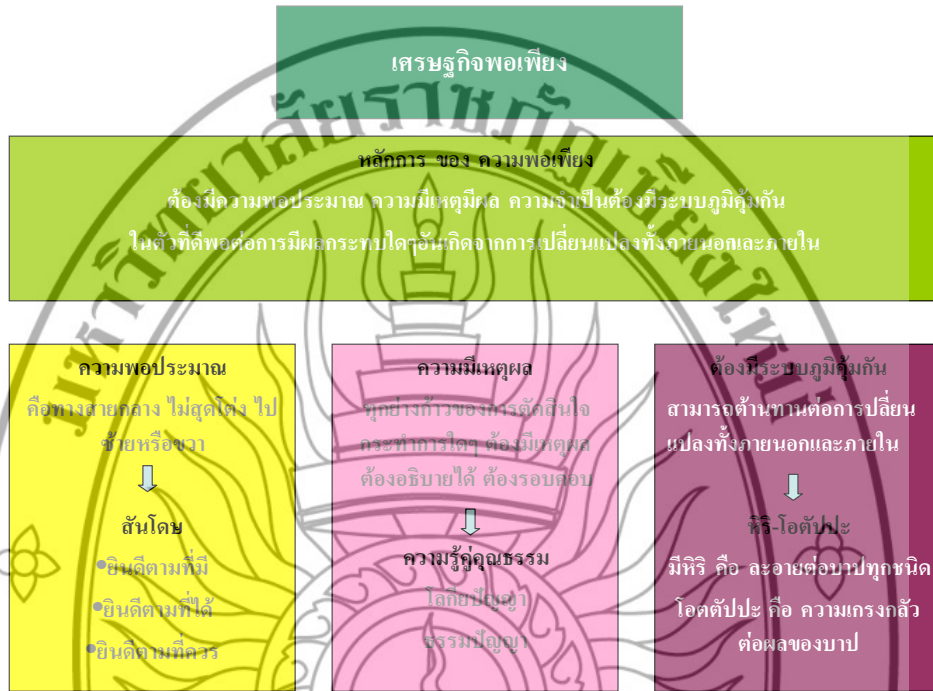 เศรษฐกิจพอเพียง
มหาวิทยาลัยราชภัฏเชียงใหม่
หลักการ ของ ความพอเพียง
ต้องมีความพอประมาณ ความมีเหตุมีผล ความจำเป็นต้องมีระบบภูมิคุ้มกัน
ในตัวที่ดีพอต่อการมีผลกระทบใดๆอันเกิดจากการเปลี่ยนแปลงทั้งภายนอกและภายใน
ความพอประมาณ
คือทางสายกลาง ไม่สุดโต่ง ไป
ซ้ายหรือขวา
สันโดษ
•ยินดีตามที่มี
•ยินดีตามที่ได้
•ยินดีตามที่ควร
ความมีเหตุผล
ทุกย่างก้าวของการตัดสินใจ
กระทำการใดๆ ต้องมีเหตุผล
ต้องอธิบายได้ ต้องรอบคอบ
ความรู้คู่คุณธรรม
โลกียปัญญา
ธรรมปัญญา
ต้องมีระบบภูมิคุ้มกัน
สามารถต้านทานต่อการเปลี่ยน
แปลงทั้งภายนอกและภายใน
หิริ-โอตัปปะ
มีหิริ คือ ละอายต่อบาปทุกชนิด
โอตตัปปะ คือ ความเกรงกลัว
ต่อผลของบาป